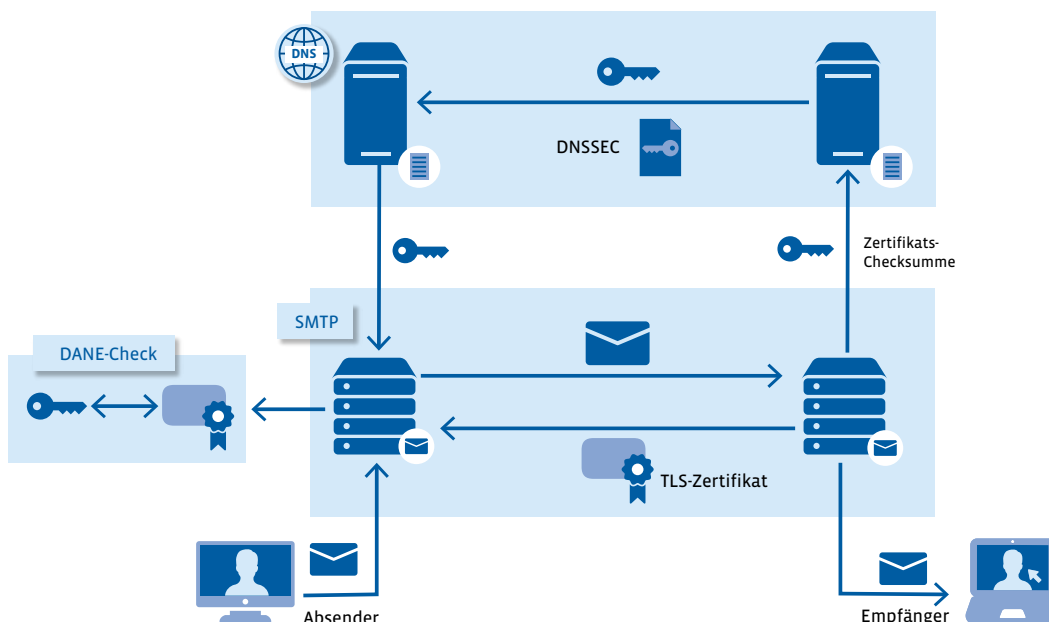 DNS
DNSSEC
Zertifikats-
Checksumme
SMTP
DANE-Check
TLS-Zertifikat
Absender
Empfänger